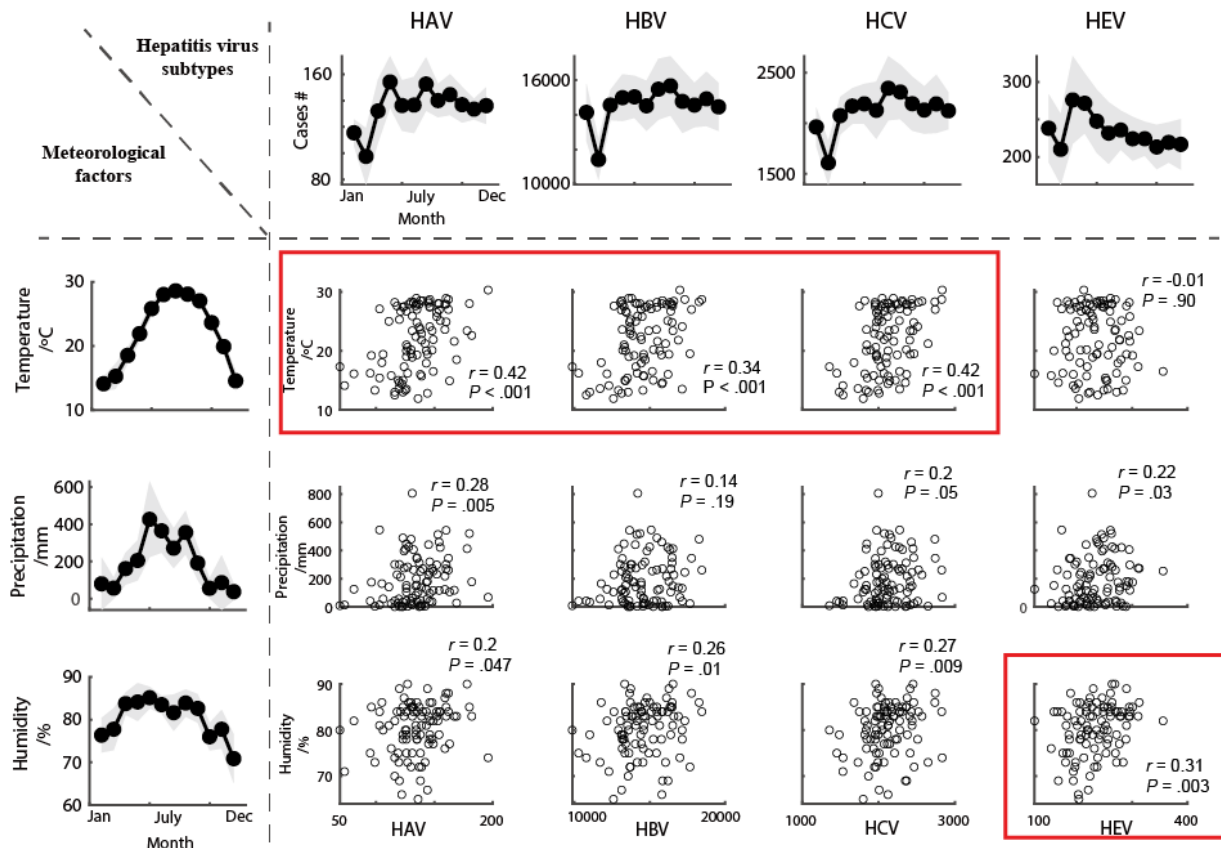 HAV
HBV
HCV
HEV
Hepatitis virus
subtypes
Meteorological
factors
Cases #
160
80
Jan
July
Dec
Month
16000
10000
2500
1500
300
200
Temperature
/oC
30
20
10
Temperature
/oC
30
20
10
r = 0.42
P < .001
r = 0.34
P < .001
r = 0.42
P < .001
r = -0.01
P = .90
Precipitation
/mm
600
400
200
0
Precipitation
/mm
800
600
400
200
0
r = 0.28
P = .005
r = 0.14
P = .19
r = 0.2
P = .05
r = 0.22
P = .03
0
Humidity
/%
90
80
70
60
Jan
July
Dec
Month
Humidity
/%
90
80
70
r = 0.2
P = .047
r = 0.26
P = .01
r = 0.27
P = .009
r = 0.31
P = .003
50
HAV
200
10000
HBV
20000
1000
HCV
3000
100
HEV
400